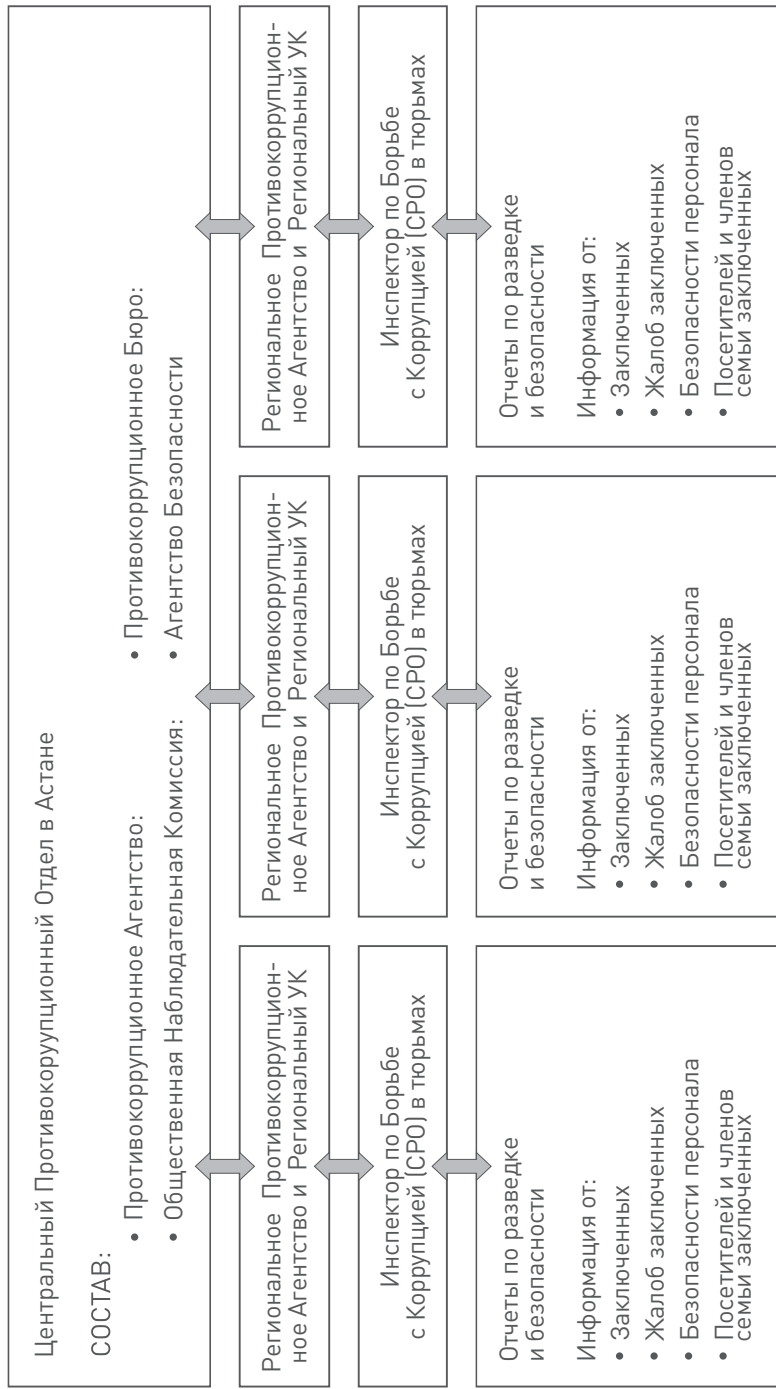 Центральный Противокоруупционный Отдел в Астане
СОСТАВ:
• Противокоррупционное Агентство:
• Общественная Наблюдательная Комиссия:
• Противокоррупционное Бюро:
• Агентство Безопасности
Региональное Противокоррупцион-
ное Агентство и Региональный УК
Инспектор по Борьбе
с Коррупцией (СРО) в тюрьмах
Отчеты по разведке
и безопасности
Информация от:
• Заключенных
• Жалоб заключенных
• Безопасности персонала
• Посетителей и членов
семьи заключенных
Региональное Противокоррупцион-
ное Агентство и Региональный УК
Инспектор по Борьбе
с Коррупцией (СРО) в тюрьмах
Отчеты по разведке
и безопасности
Информация от:
• Заключенных
• Жалоб заключенных
• Безопасности персонала
• Посетителей и членов
семьи заключенных
Региональное Противокоррупцион-
ное Агентство и Региональный УК
Инспектор по Борьбе
с Коррупцией (СРО) в тюрьмах
Отчеты по разведке
и безопасности
Информация от:
• Заключенных
• Жалоб заключенных
• Безопасности персонала
• Посетителей и членов
семьи заключенных